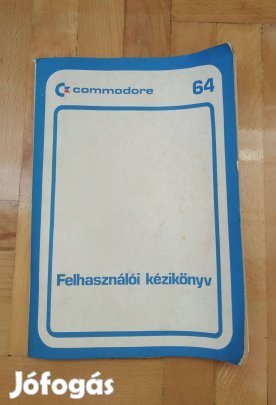 commodore 64
Felhasználói kézikönyv
Jófogás